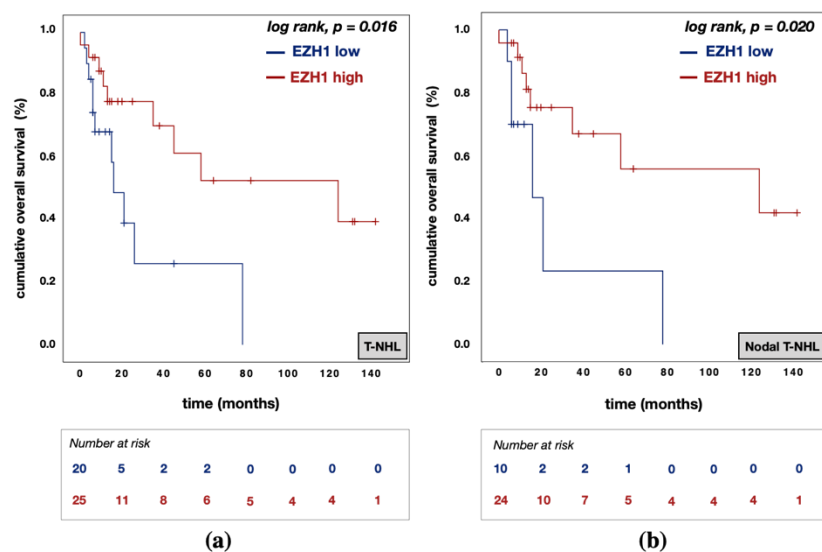 log rank, p = 0.016
EZH1 low
EZH1 high
cumulative overall survival (%)
1.0
0.8
0.6
0.4
0.2
0.0
T-NHL
0 20 40 60 80 100 120 140
time (months)
Number at risk
20 5 2 2 0 0 0 0
25 11 8 6 5 4 4 1
(a)
log rank, p = 0.020
EZH1 low
EZH1 high
cumulative overall survival (%)
1.0
0.8
0.6
0.4
0.2
0.0
Nodal T-NHL
0 20 40 60 80 100 120 140
time (months)
Number at risk
10 2 2 1 0 0 0 0
24 10 7 5 4 4 4 1
(b)